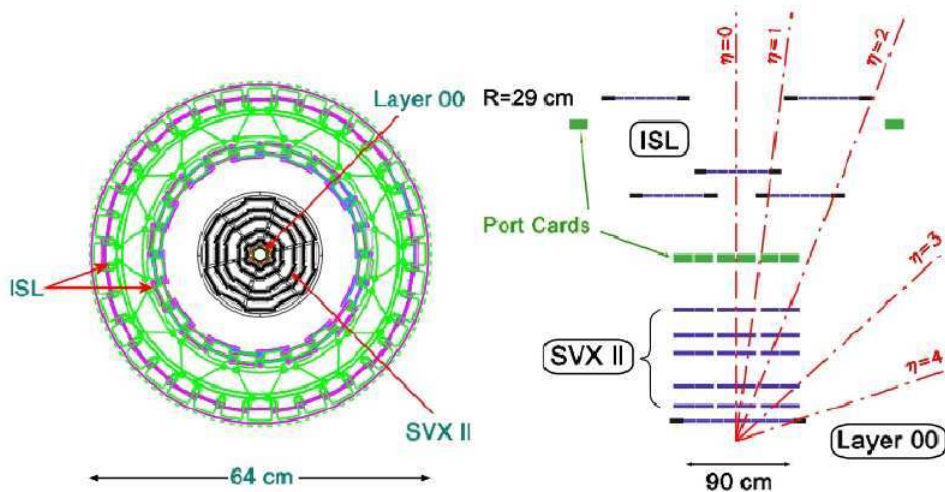 Layer 00
ISL
SVX II
64 cm
R=29 cm
η=0
η=1
η=2
ISL
Port Cards
η=3
SVX II
η=4
Layer 00
90 cm